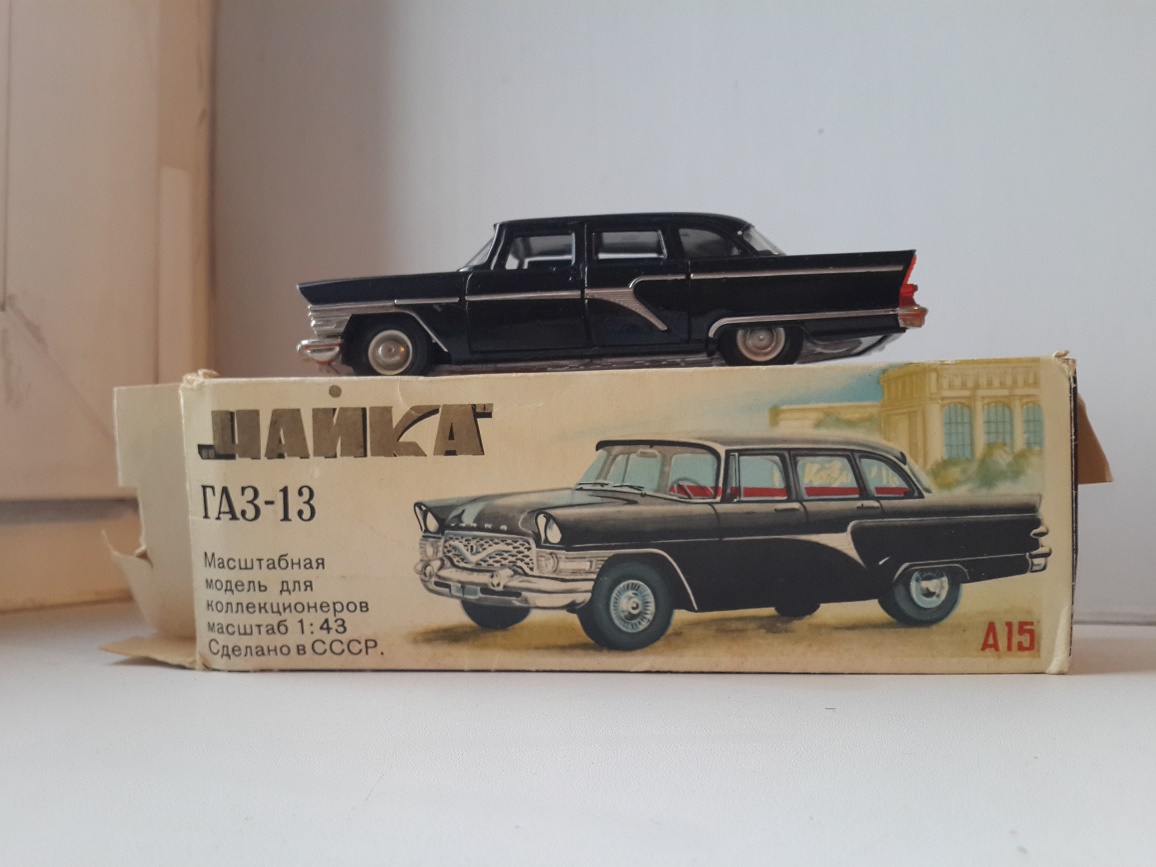 „ЧАЙКА"
ГАЗ-13
Масштабная
модель для
коллекционеров
масштаб 1:43
Сделано в СССР.
А15